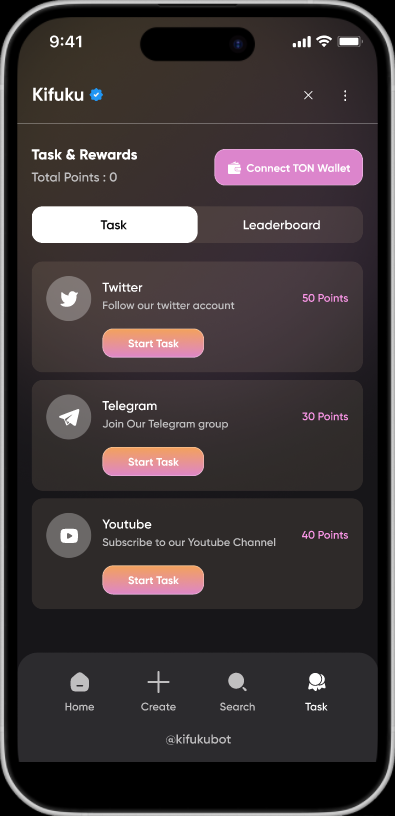 9:41
Kifuku
Task & Rewards
Total Points : 0
Connect TON Wallet
Task
Leaderboard
Twitter
Follow our twitter account
50 Points
Start Task
Telegram
Join Our Telegram group
30 Points
Start Task
Youtube
Subscribe to our Youtube Channel
40 Points
Start Task
Home
Create
Search
Task
@kifukubot